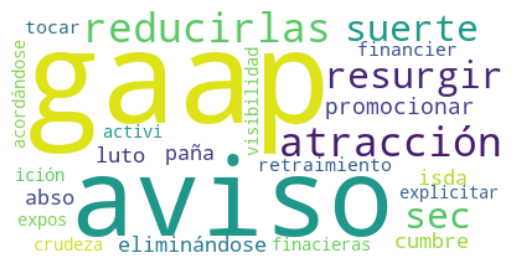 tocar
reducirlas
suerte
acordándose
gaap
visibilidad
financier
resurgir
promocionar
activi
atracción
luto
paña
retraimiento
ición
abso
aviso
isda
explicitar
expos
sec
crudeza
eliminándose
finacieras
cumbre